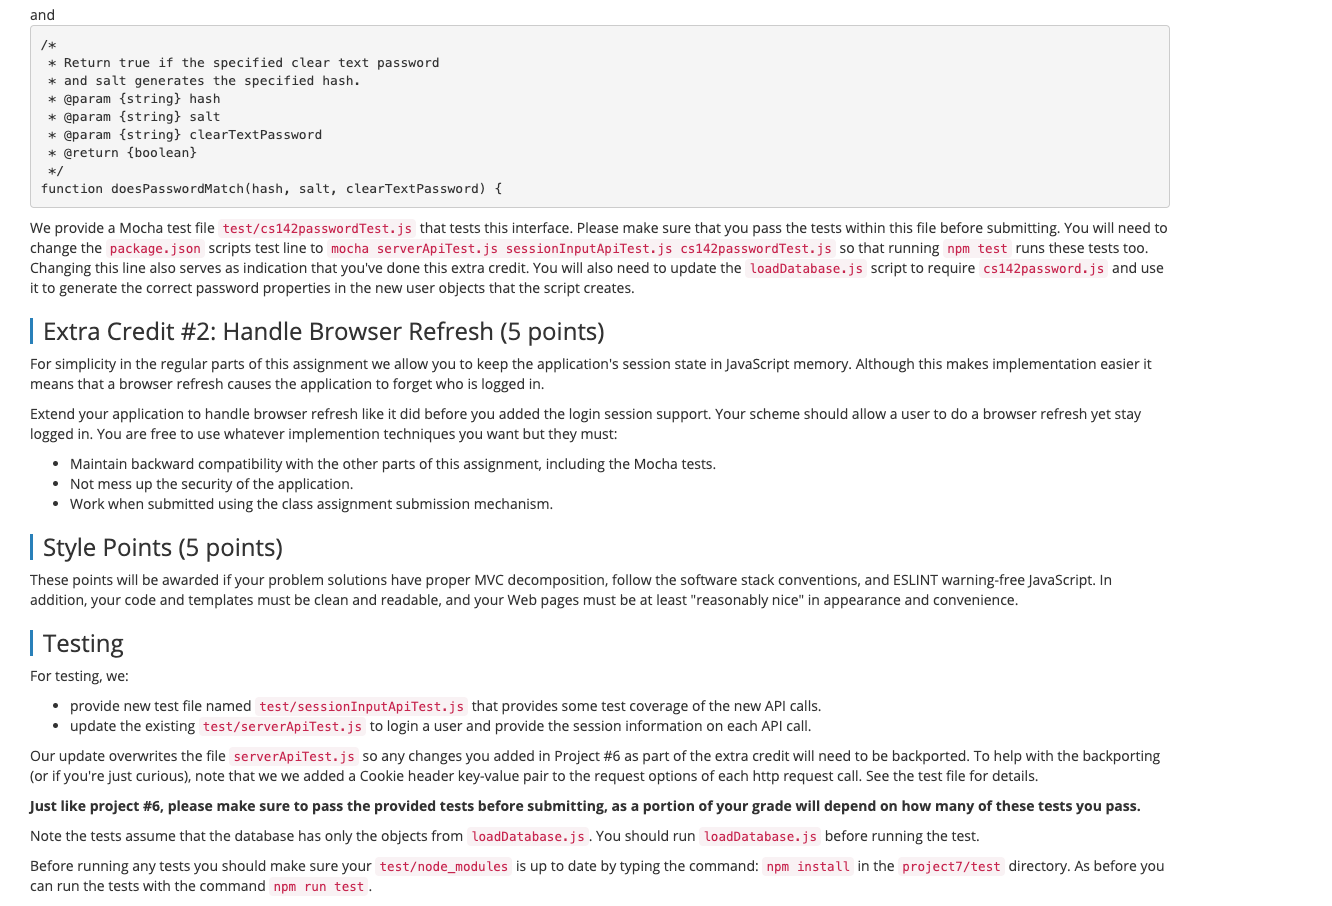 and
/*
 * Return true if the specified clear text password
 * and salt generates the specified hash.
 * @param {string} hash
 * @param {string} salt
 * @param {string} clearTextPassword
 * @return {boolean}
 */
function doesPasswordMatch(hash, salt, clearTextPassword) {
We provide a Mocha test file test/cs142passwordTest.js that tests this interface. Please make sure that you pass the tests within this file before submitting. You will need to
change the package.json scripts test line to mocha serverApiTest.js sessionInputApiTest.js cs142passwordTest.js so that running npm test runs these tests too.
Changing this line also serves as indication that you've done this extra credit. You will also need to update the loadDatabase.js script to require cs142password.js and use
it to generate the correct password properties in the new user objects that the script creates.
Extra Credit #2: Handle Browser Refresh (5 points)
For simplicity in the regular parts of this assignment we allow you to keep the application's session state in JavaScript memory. Although this makes implementation easier it
means that a browser refresh causes the application to forget who is logged in.
Extend your application to handle browser refresh like it did before you added the login session support. Your scheme should allow a user to do a browser refresh yet stay
logged in. You are free to use whatever implemention techniques you want but they must:
• Maintain backward compatibility with the other parts of this assignment, including the Mocha tests.
• Not mess up the security of the application.
• Work when submitted using the class assignment submission mechanism.
Style Points (5 points)
These points will be awarded if your problem solutions have proper MVC decomposition, follow the software stack conventions, and ESLINT warning-free JavaScript. In
addition, your code and templates must be clean and readable, and your Web pages must be at least "reasonably nice" in appearance and convenience.
Testing
For testing, we:
• provide new test file named test/sessionInputApiTest.js that provides some test coverage of the new API calls.
• update the existing test/serverApiTest.js to login a user and provide the session information on each API call.
Our update overwrites the file serverApiTest.js so any changes you added in Project #6 as part of the extra credit will need to be backported. To help with the backporting
(or if you're just curious), note that we we added a Cookie header key-value pair to the request options of each http request call. See the test file for details.
Just like project #6, please make sure to pass the provided tests before submitting, as a portion of your grade will depend on how many of these tests you pass.
Note the tests assume that the database has only the objects from loadDatabase.js. You should run loadDatabase.js before running the test.
Before running any tests you should make sure your test/node_modules is up to date by typing the command: npm install in the project7/test directory. As before you
can run the tests with the command npm run test.